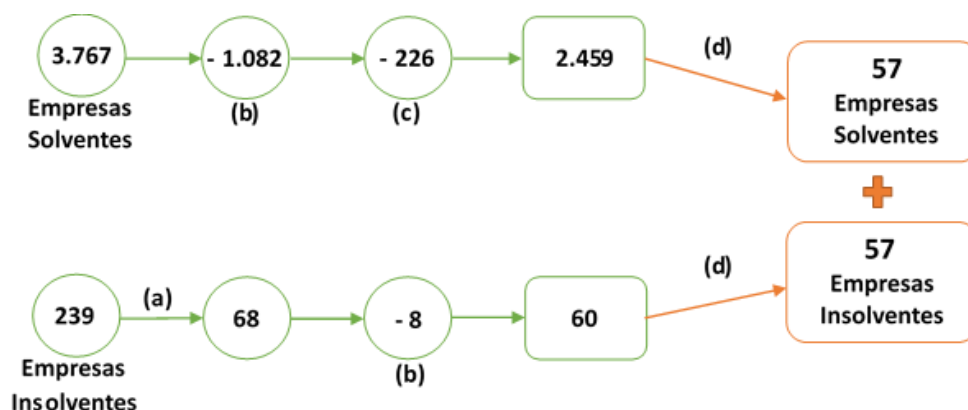 3.767
- 1.082
- 226
2.459
(d)
(b)
(c)
Empresas
Solventes
57
Empresas
Solventes
239
(a)
68
- 8
60
(d)
(b)
Empresas
Insolventes
57
Empresas
Insolventes